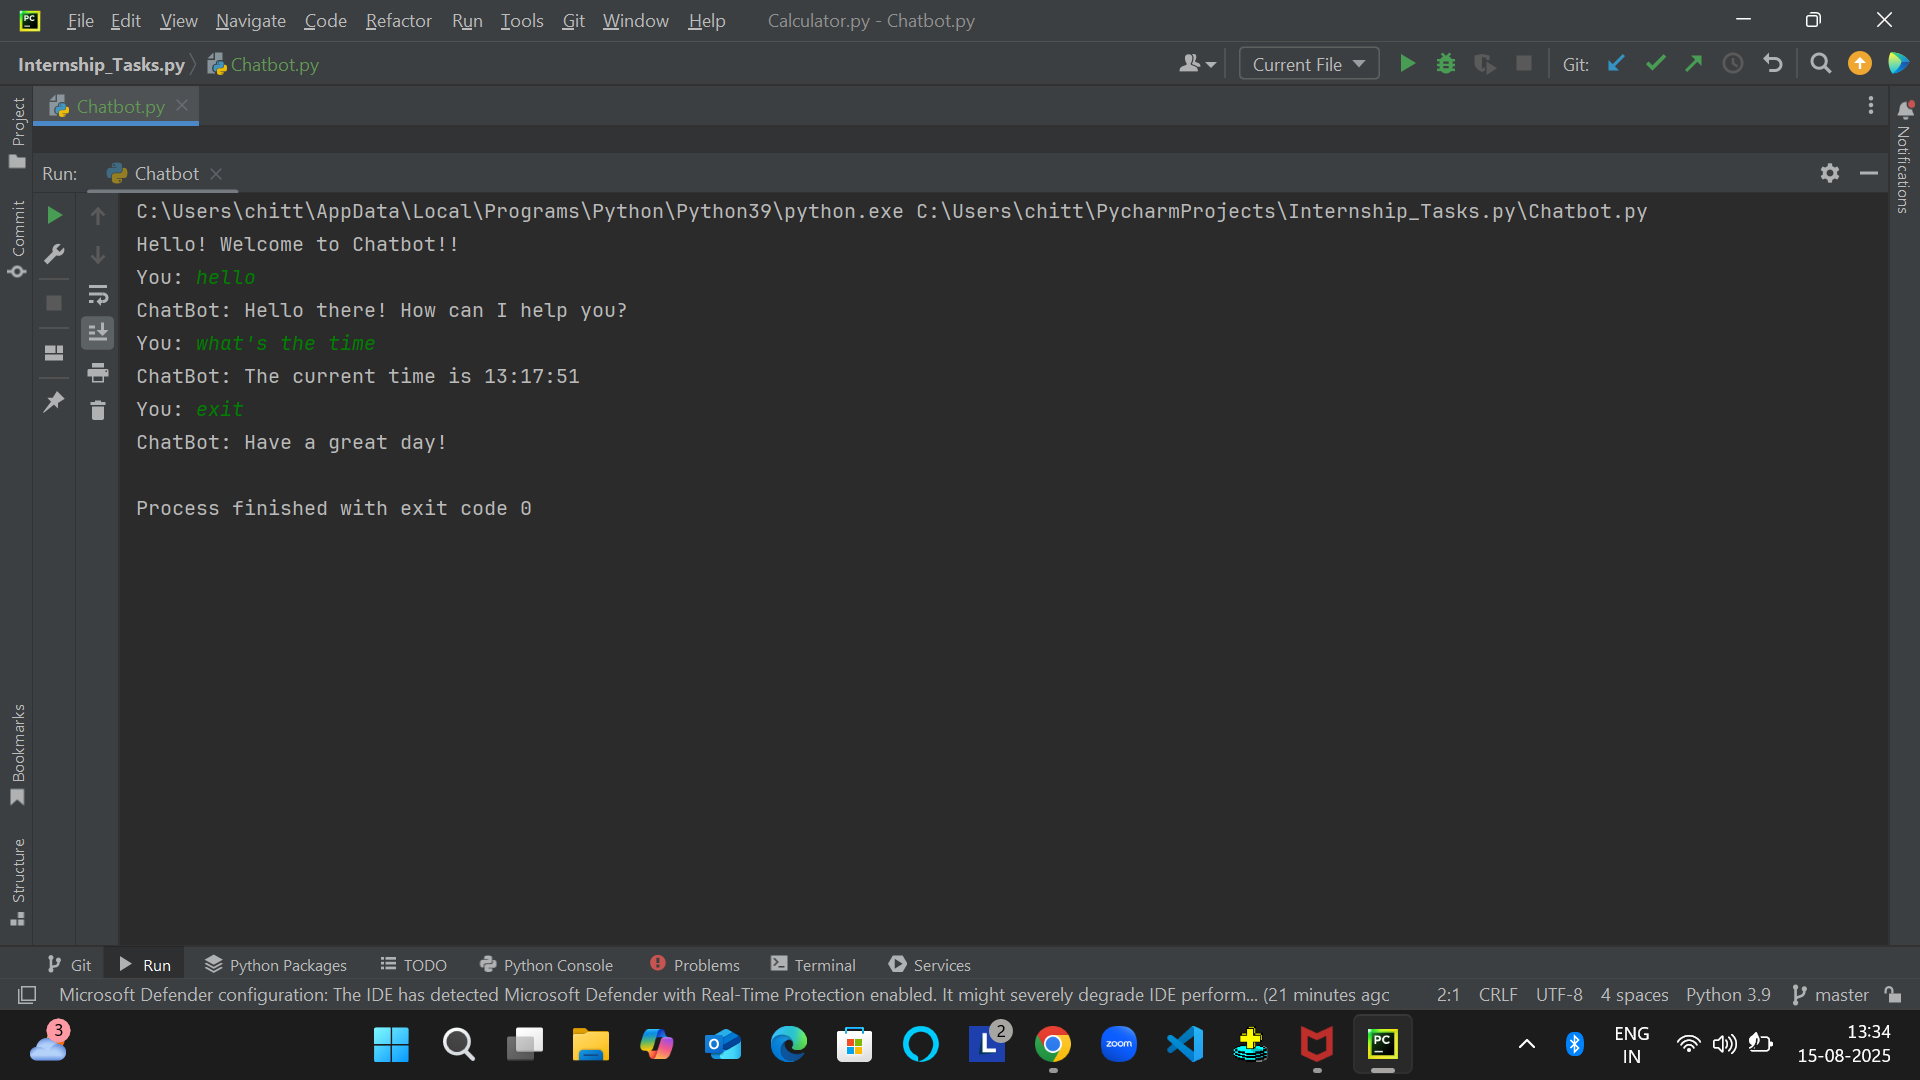 PC File Edit View Navigate Code Refactor Run Tools Git Window Help Calculator.py - Chatbot.py
Internship_Tasks.py Chatbot.py Current File Git:
Chatbot.py
Project
Commit
Bookmarks
Structure
Notifications
Run: Chatbot
C:\Users\chitt\AppData\Local\Programs\Python\Python39\python.exe C:\Users\chitt\PycharmProjects\Internship_Tasks.py\Chatbot.py
Hello! Welcome to Chatbot!!
You: hello
ChatBot: Hello there! How can I help you?
You: what's the time
ChatBot: The current time is 13:17:51
You: exit
ChatBot: Have a great day!
Process finished with exit code 0
Git Run Python Packages TODO Python Console Problems Terminal Services
Microsoft Defender configuration: The IDE has detected Microsoft Defender with Real-Time Protection enabled. It might severely degrade IDE perform... (21 minutes agc 2:1 CRLF UTF-8 4 spaces Python 3.9 master
3 O L 2 zoom PC ENG 13:34
IN 15-08-2025